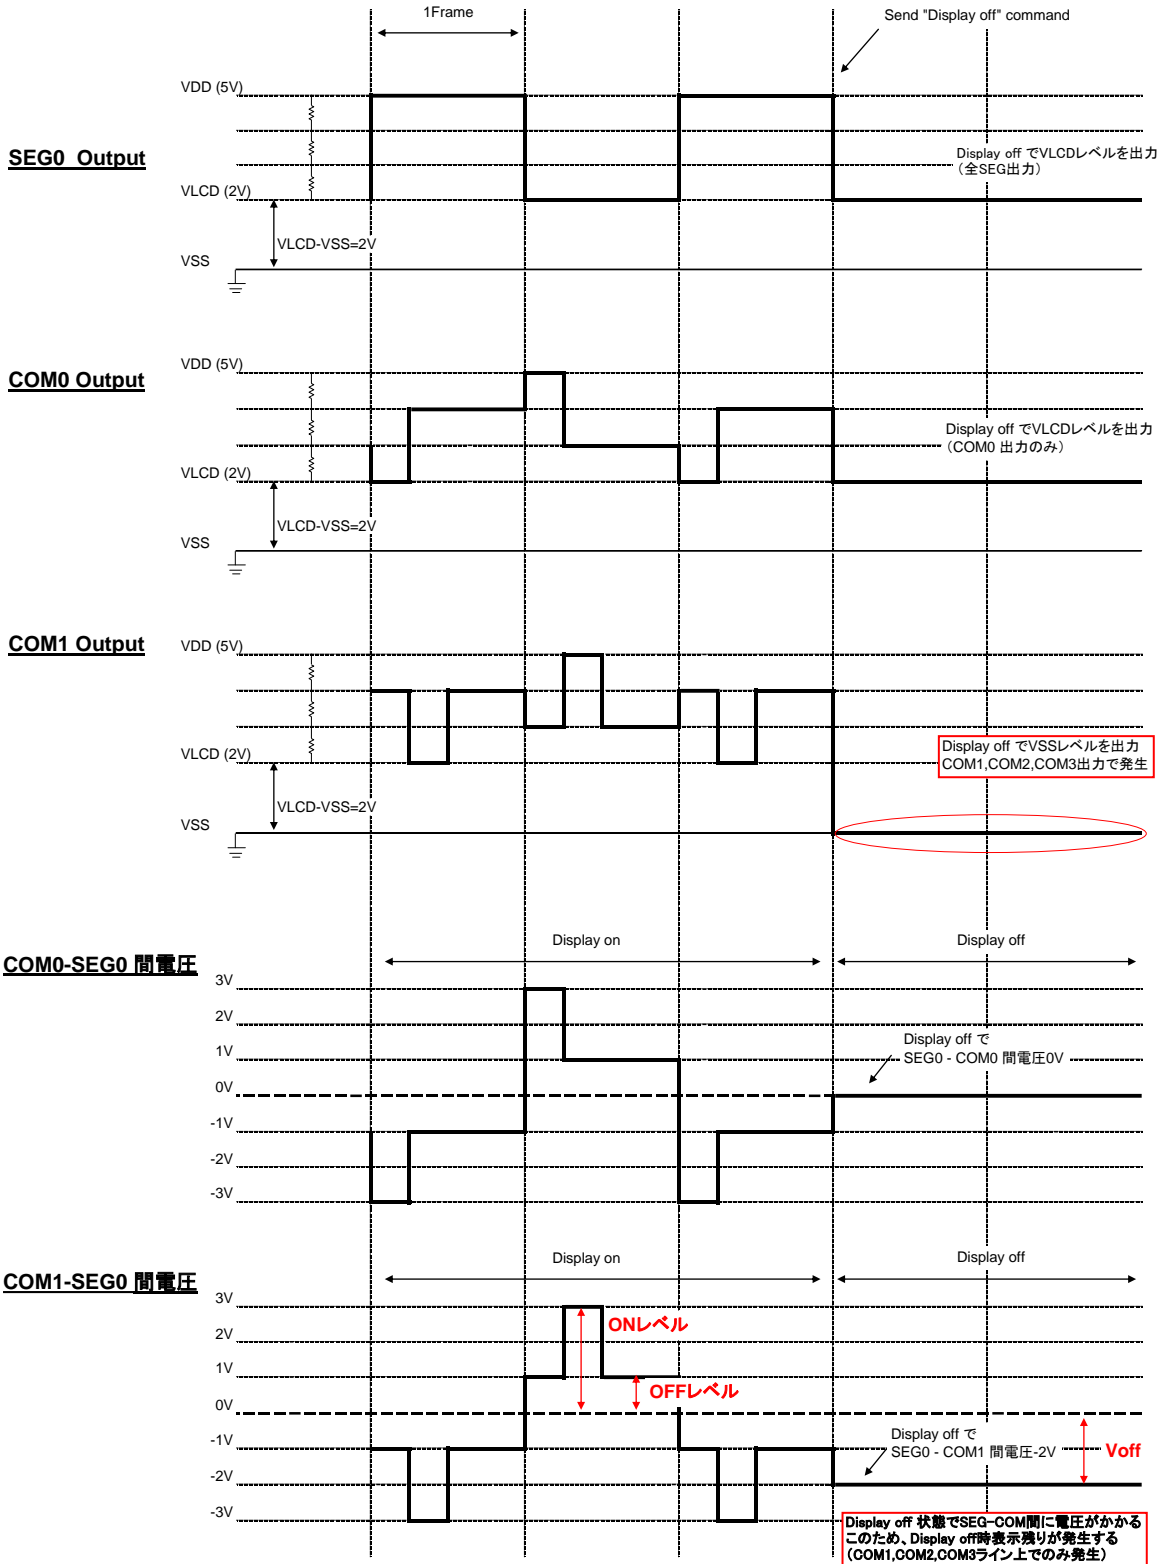 1Frame
Send "Display off" command
VDD (5V)
SEG0 Output
Display off でVLCDレベルを出力
（全SEG出力）
VLCD (2V)
VLCD-VSS=2V
VSS
VDD (5V)
COM0 Output
Display off でVLCDレベルを出力
（COM0 出力のみ）
VLCD (2V)
VLCD-VSS=2V
VSS
COM1 Output
VDD (5V)
Display off でVSSレベルを出力
COM1,COM2,COM3出力で発生
VLCD (2V)
VLCD-VSS=2V
VSS
Display on
Display off
COM0-SEG0 間電圧
3V
2V
1V
Display off で
SEG0 - COM0 間電圧0V
0V
-1V
-2V
-3V
Display on
Display off
COM1-SEG0 間電圧
3V
ONレベル
2V
1V
OFFレベル
0V
Display off で
SEG0 - COM1 間電圧-2V
Voff
-1V
-2V
-3V
Display off 状態でSEG-COM間に電圧がかかる
このため、Display off時表示残りが発生する
（COM1,COM2,COM3ライン上でのみ発生）